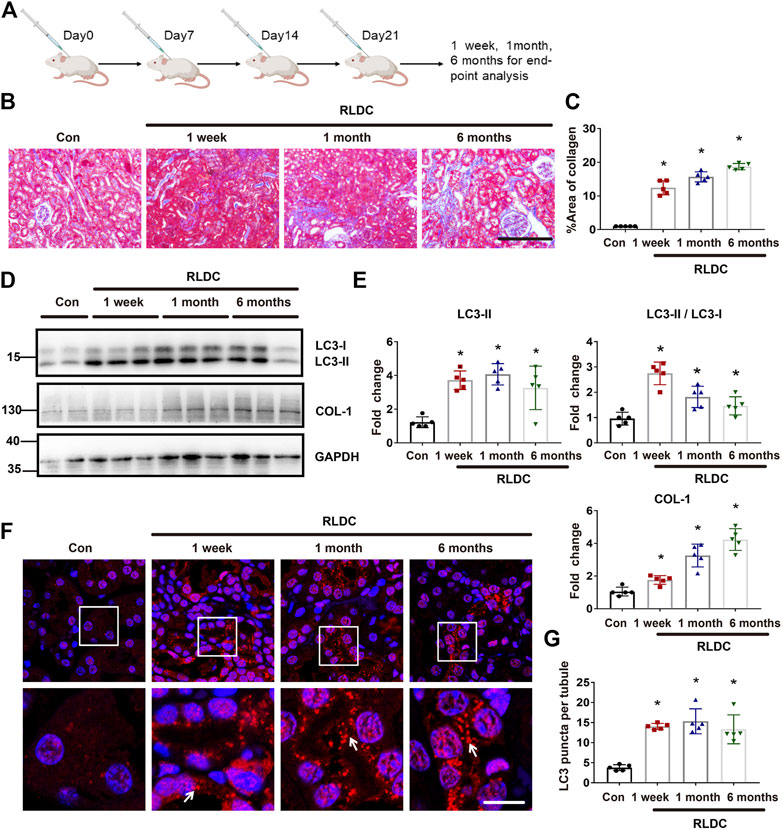 A
Day0
Day7
Day14
Day21
1 week, 1month,
6 months for end-
point analysis
B
RLDC
Con
1 week
1 month
6 months
C
%Area of collagen
30
20
10
0
Con
1 week
1 month
6 months
*
*
*
RLDC
D
RLDC
Con
1 week
1 month
6 months
15
LC3-I
LC3-II
130
COL-1
40
35
GAPDH
E
LC3-II
Fold change
6
4
2
0
*
*
*
Con
1 week
1 month
6 months
RLDC
LC3-II / LC3-I
Fold change
4
3
2
1
0
*
*
*
Con
1 week
1 month
6 months
RLDC
COL-1
Fold change
6
4
2
0
*
*
*
Con
1 week
1 month
6 months
RLDC
F
RLDC
Con
1 week
1 month
6 months
G
LC3 puncta per tubule
25
20
15
10
5
0
*
*
*
Con
1 week
1 month
6 months
RLDC